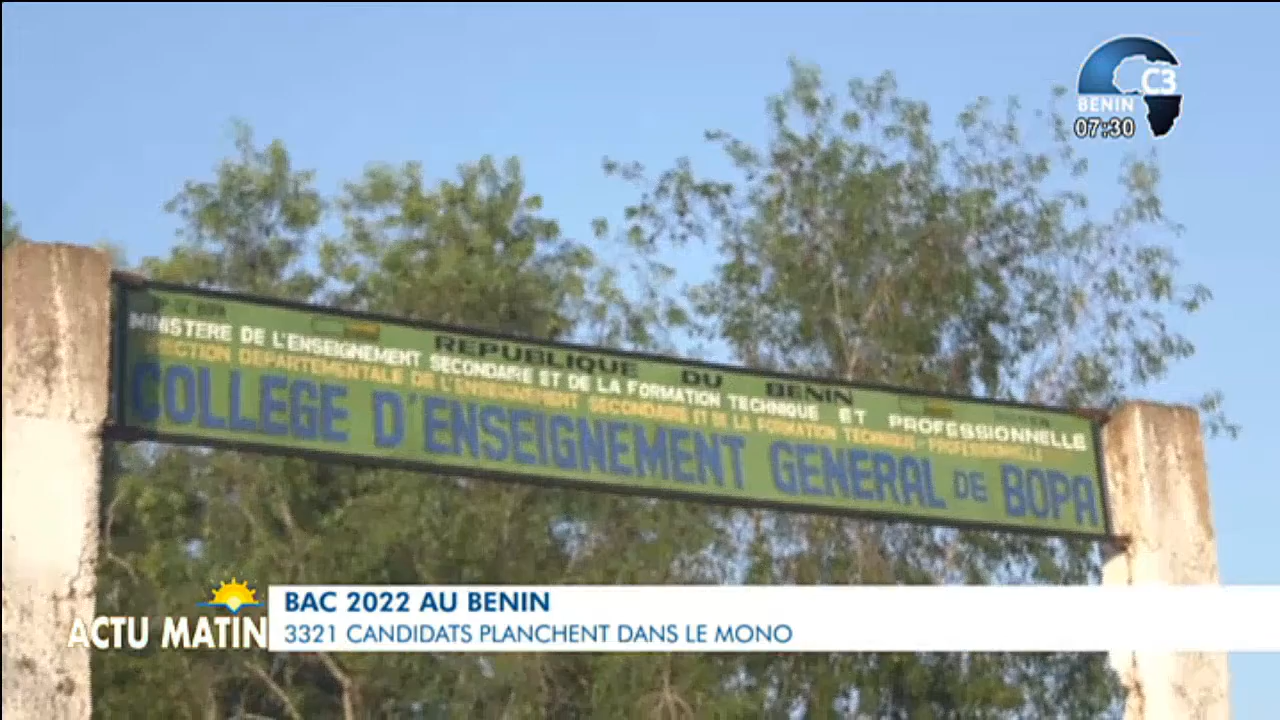 C3
BENIN
07:30
REPUBLIQUE DU BENIN
MINISTERE DE L'ENSEIGNEMENT SECONDAIRE ET DE LA FORMATION TECHNIQUE ET PROFESSIONNELLE
DIRECTION DEPARTEMENTALE DE L'ENSEIGNEMENT SECONDAIRE ET DE LA FORMATION TECHNIQUE - PROFESSIONNELLE
COLLEGE D'ENSEIGNEMENT GENERAL DE BOPA
BAC 2022 AU BENIN
ACTU MATIN
3321 CANDIDATS PLANCHENT DANS LE MONO